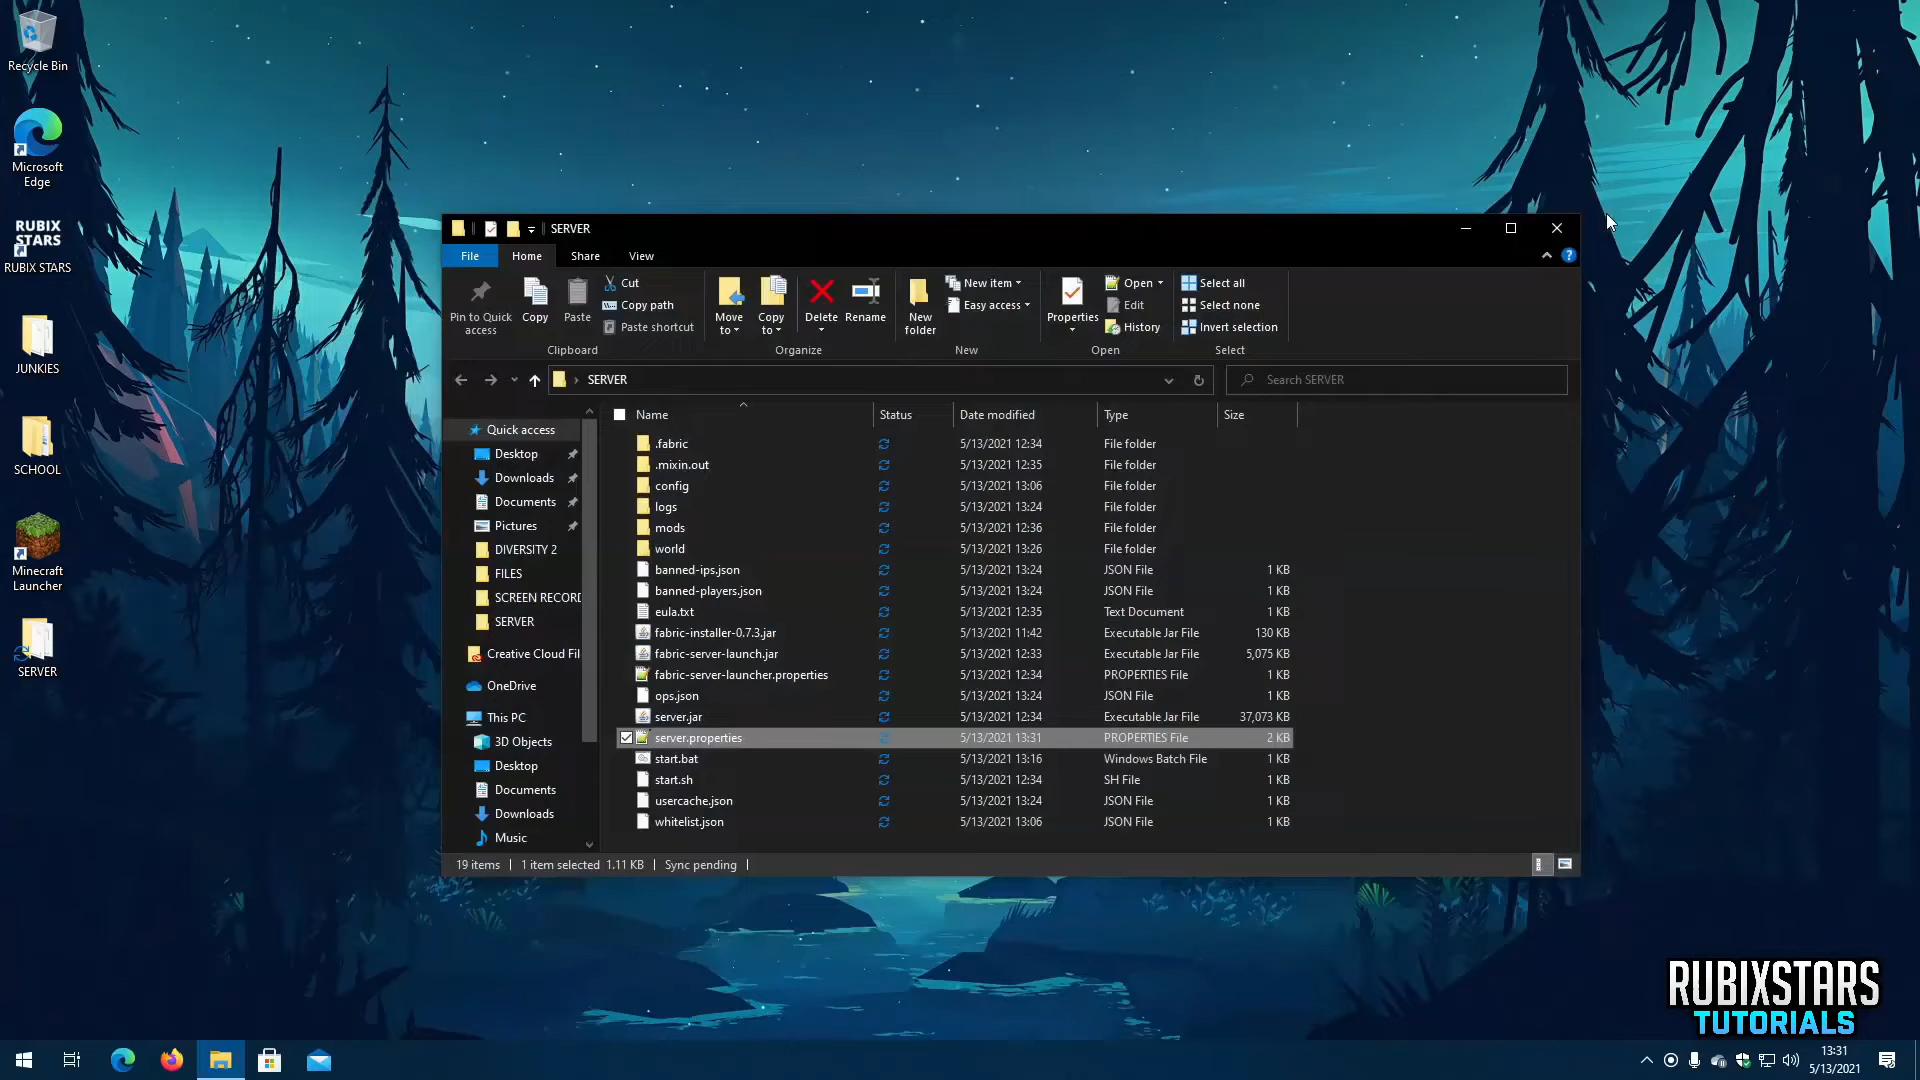 Recycle Bin
Microsoft
Edge
RUBIX
STARS
RUBIX STARS
JUNKIES
SCHOOL
Minecraft
Launcher
SERVER
SERVER
File
Home
Share
View
Pin to Quick
access
Copy
Paste
Cut
Copy path
Paste shortcut
Clipboard
Move
to
Copy
to
Delete
Rename
Organize
New
folder
New item
Easy access
New
Properties
Open
Edit
History
Open
Select all
Select none
Invert selection
Select
SERVER
Search SERVER
Quick access
Desktop
Downloads
Documents
Pictures
DIVERSITY 2
FILES
SCREEN RECORD
SERVER
Creative Cloud Fil
OneDrive
This PC
3D Objects
Desktop
Documents
Downloads
Music
Name Status Date modified Type Size
.fabric 5/13/2021 12:34 File folder
.mixin.out 5/13/2021 12:35 File folder
config 5/13/2021 13:06 File folder
logs 5/13/2021 13:24 File folder
mods 5/13/2021 12:36 File folder
world 5/13/2021 13:26 File folder
banned-ips.json 5/13/2021 13:24 JSON File 1 KB
banned-players.json 5/13/2021 13:24 JSON File 1 KB
eula.txt 5/13/2021 12:35 Text Document 1 KB
fabric-installer-0.7.3.jar 5/13/2021 11:42 Executable Jar File 130 KB
fabric-server-launch.jar 5/13/2021 12:33 Executable Jar File 5,075 KB
fabric-server-launcher.properties 5/13/2021 12:34 PROPERTIES File 1 KB
ops.json 5/13/2021 13:24 JSON File 1 KB
server.jar 5/13/2021 12:34 Executable Jar File 37,073 KB
server.properties 5/13/2021 13:31 PROPERTIES File 2 KB
start.bat 5/13/2021 13:16 Windows Batch File 1 KB
start.sh 5/13/2021 12:34 SH File 1 KB
usercache.json 5/13/2021 13:24 JSON File 1 KB
whitelist.json 5/13/2021 13:06 JSON File 1 KB
19 items 1 item selected 1.11 KB Sync pending
RUBIXSTARS
TUTORIALS
13:31
5/13/2021